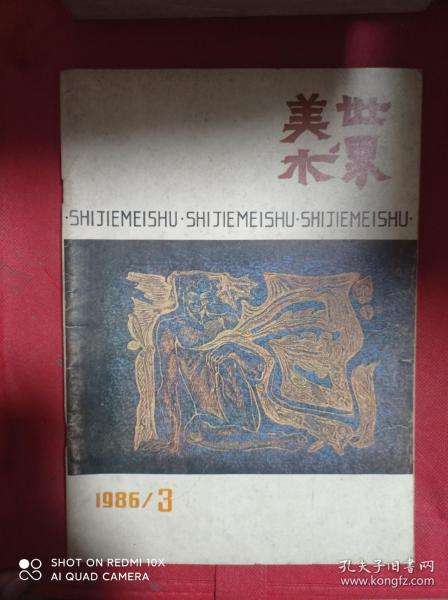 世界
美术
·SHIJIEMEISHU·SHIJIEMEISHU·SHIJIEMEISHU·
1986/3
SHOT ON REDMI 10X
AI QUAD CAMERA
孔夫子旧书网
www.kongfz.com